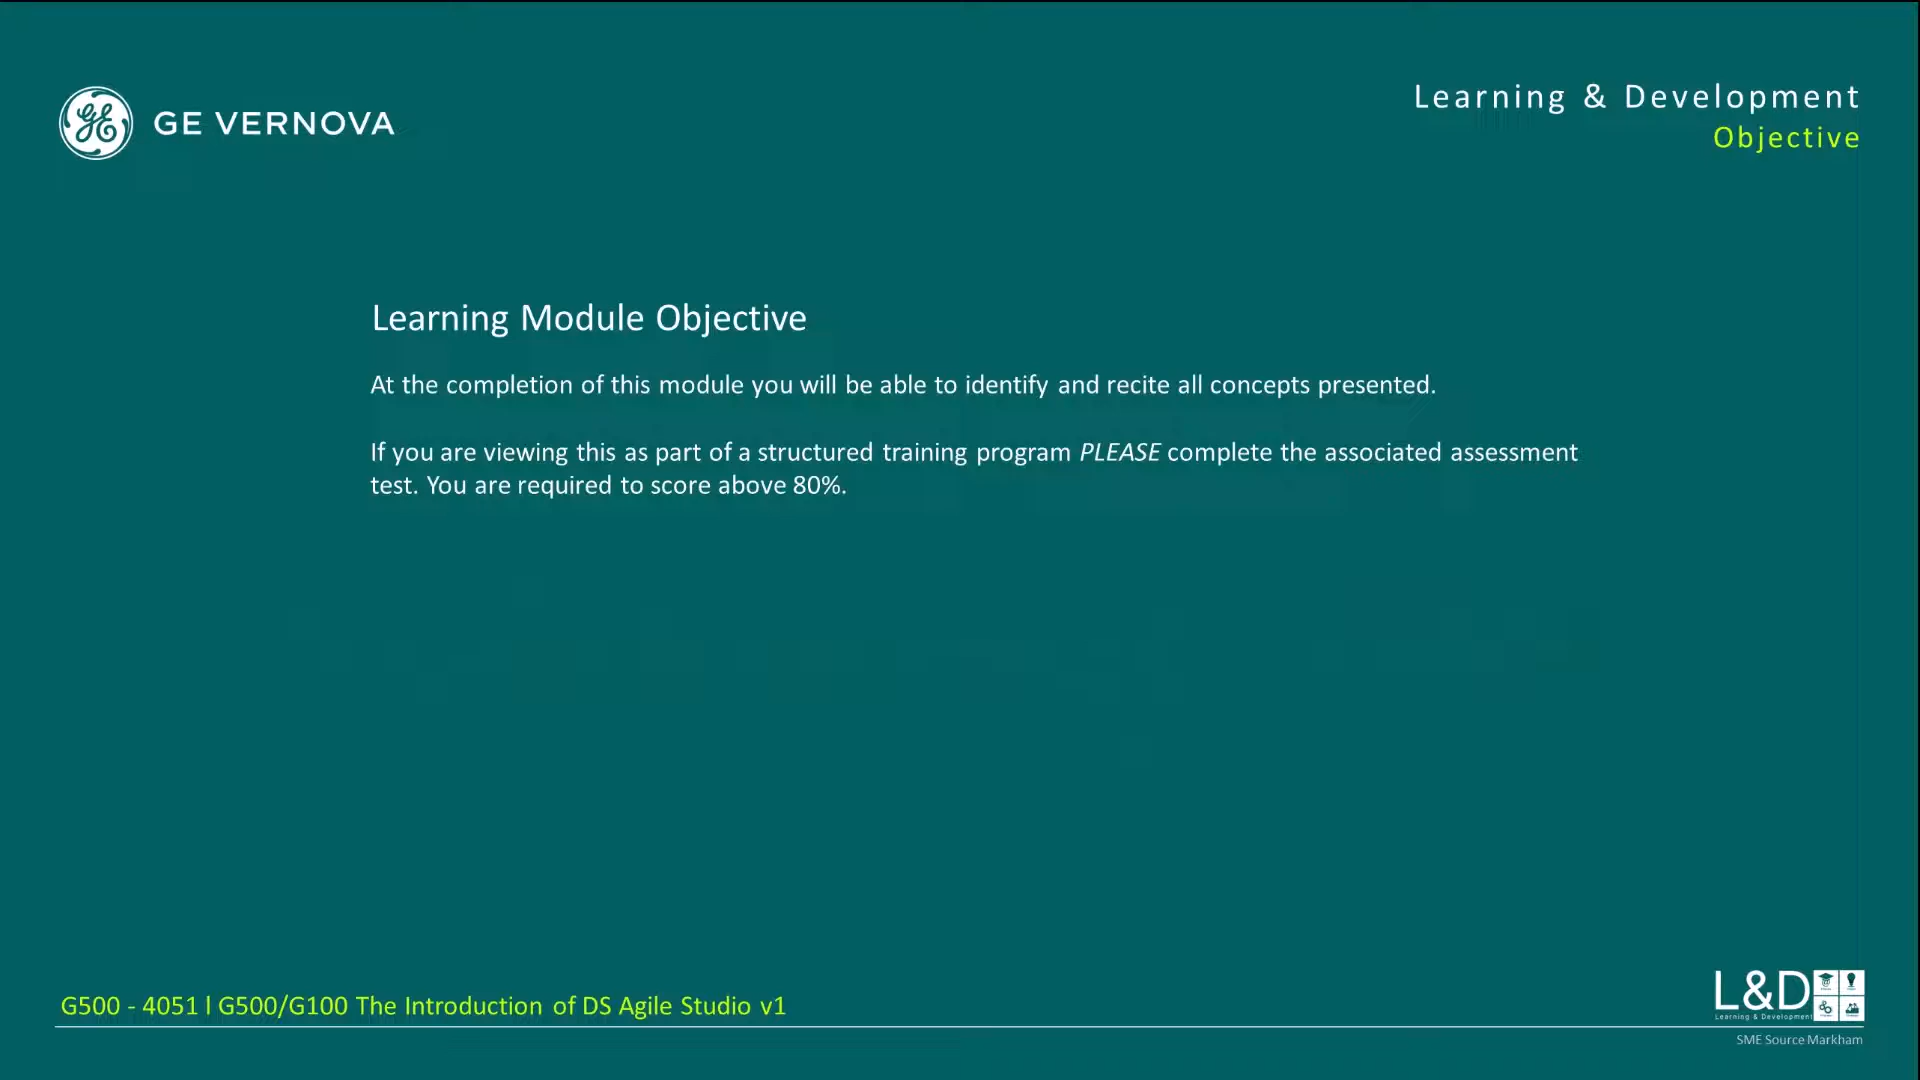 GE VERNOVA
Learning & Development
Objective
Learning Module Objective
At the completion of this module you will be able to identify and recite all concepts presented.
If you are viewing this as part of a structured training program PLEASE complete the associated assessment
test. You are required to score above 80%.
G500 - 4051 l G500/G100 The Introduction of DS Agile Studio v1
L&D
Learning & Development
SME Source Markham